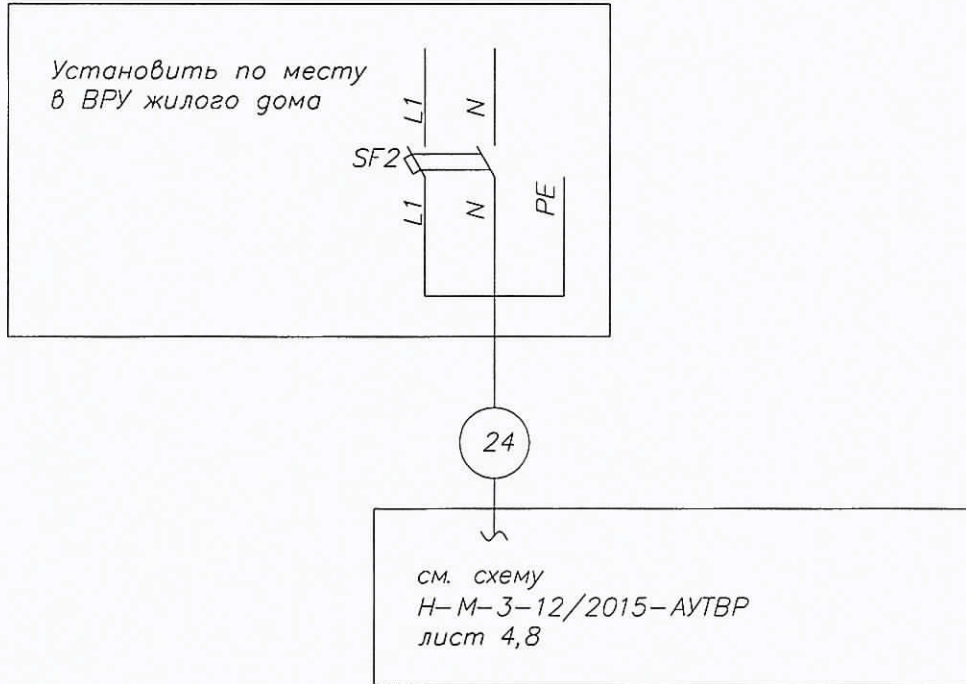 Установить по месту
в ВРУ жилого дома
L1
N
SF2
L1
N
PE
24
см. схему
Н-М-3-12/2015-АУТВР
лист 4,8